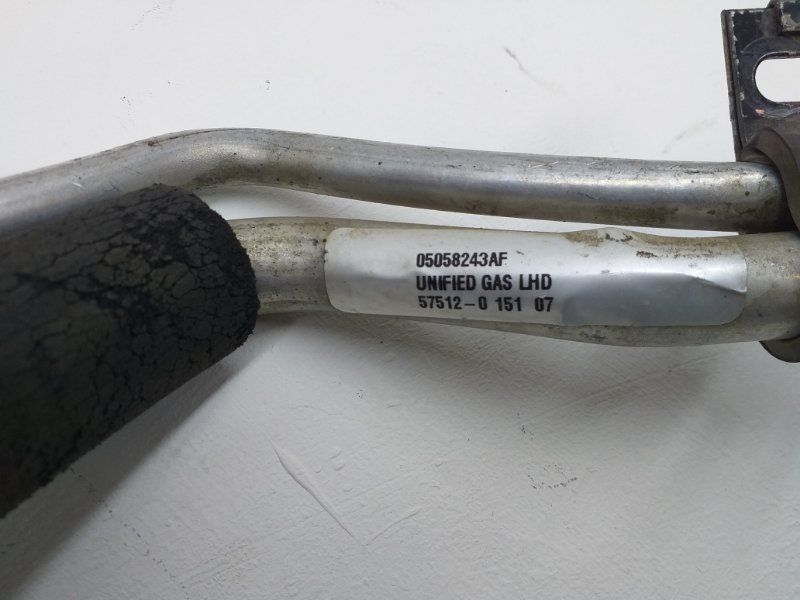 05058243AF
UNIFIED GAS LHD
57512-0 151 07